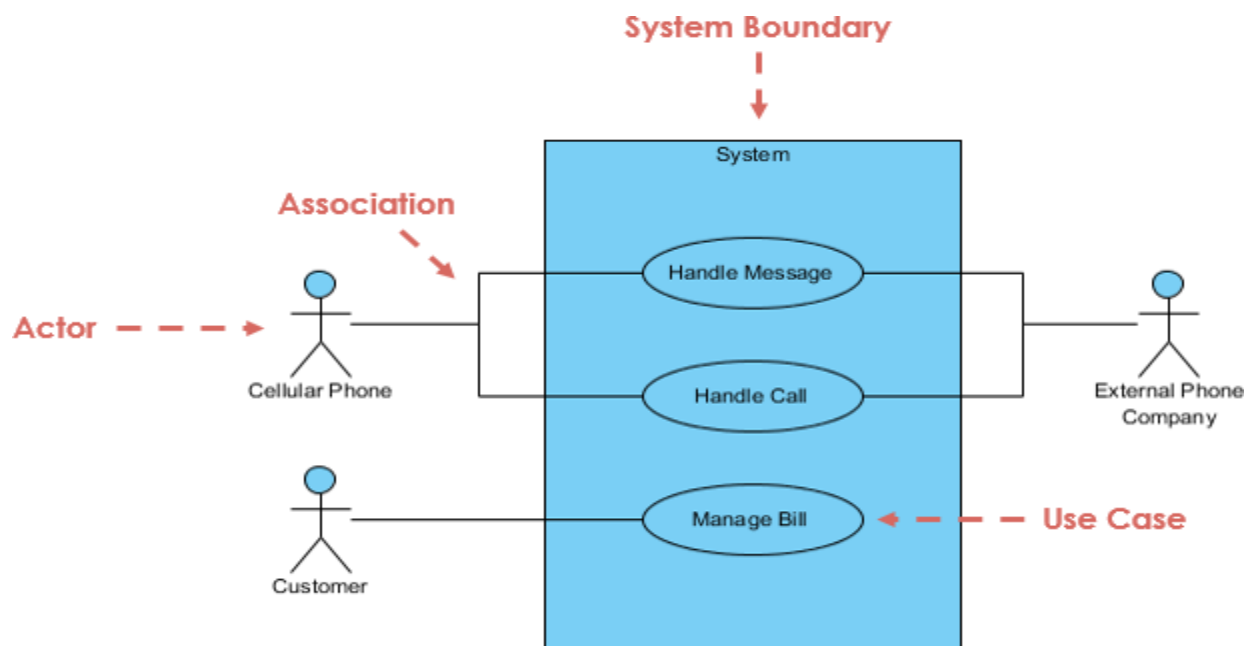 System Boundary
System
Association
Handle Message
Actor
Cellular Phone
Handle Call
External Phone
Company
Manage Bill
Use Case
Customer